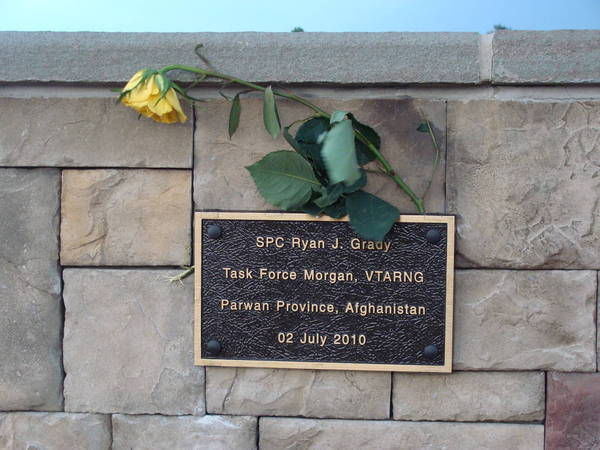 SPC Ryan J. Grady
Task Force Morgan, VTARNG
Parwan Province, Afghanistan
02 July 2010